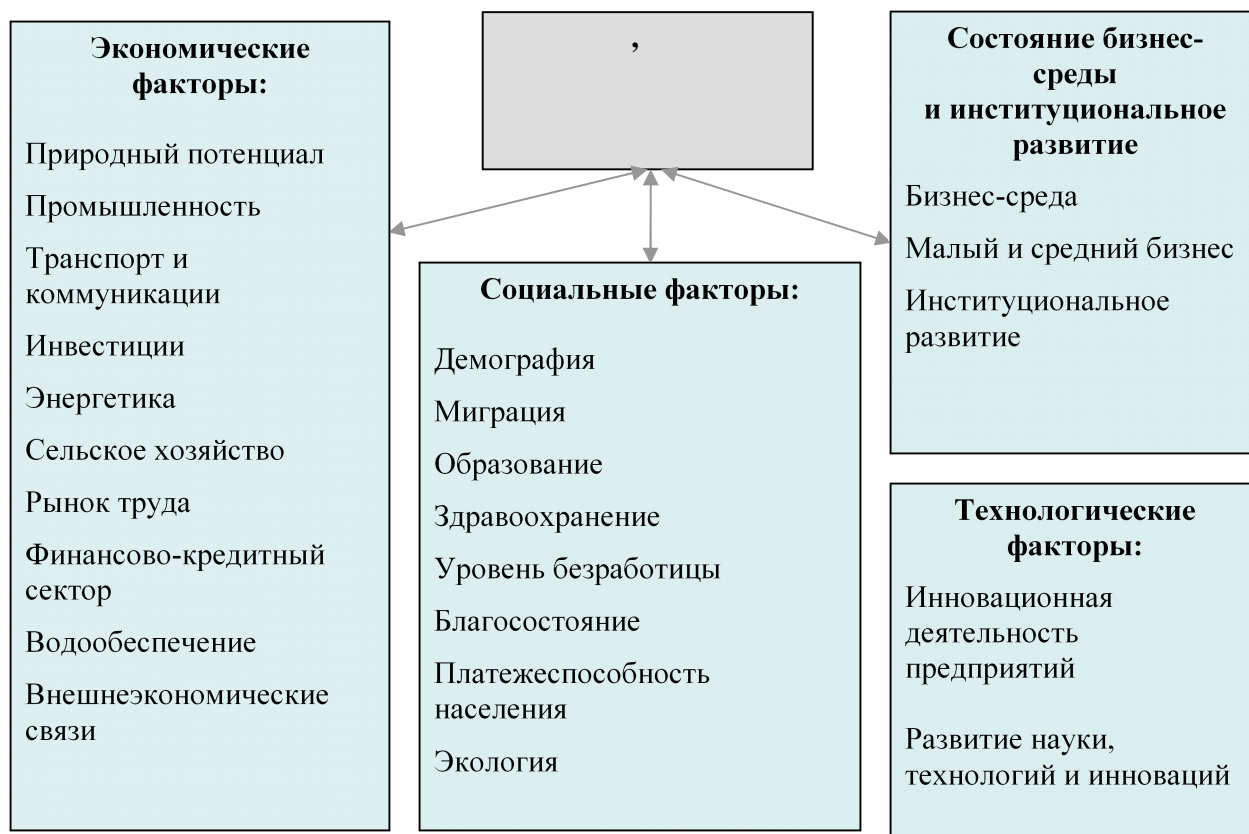 Экономические
факторы:
Природный потенциал
Промышленность
Транспорт и
коммуникации
Инвестиции
Энергетика
Сельское хозяйство
Рынок труда
Финансово-кредитный
сектор
Водообеспечение
Внешнеэкономические
связи
,
Социальные факторы:
Демография
Миграция
Образование
Здравоохранение
Уровень безработицы
Благосостояние
Платежеспособность
населения
Экология
Состояние бизнес-
среды
и институциональное
развитие
Бизнес-среда
Малый и средний бизнес
Институциональное
развитие
Технологические
факторы:
Инновационная
деятельность
предприятий
Развитие науки,
технологий и инноваций